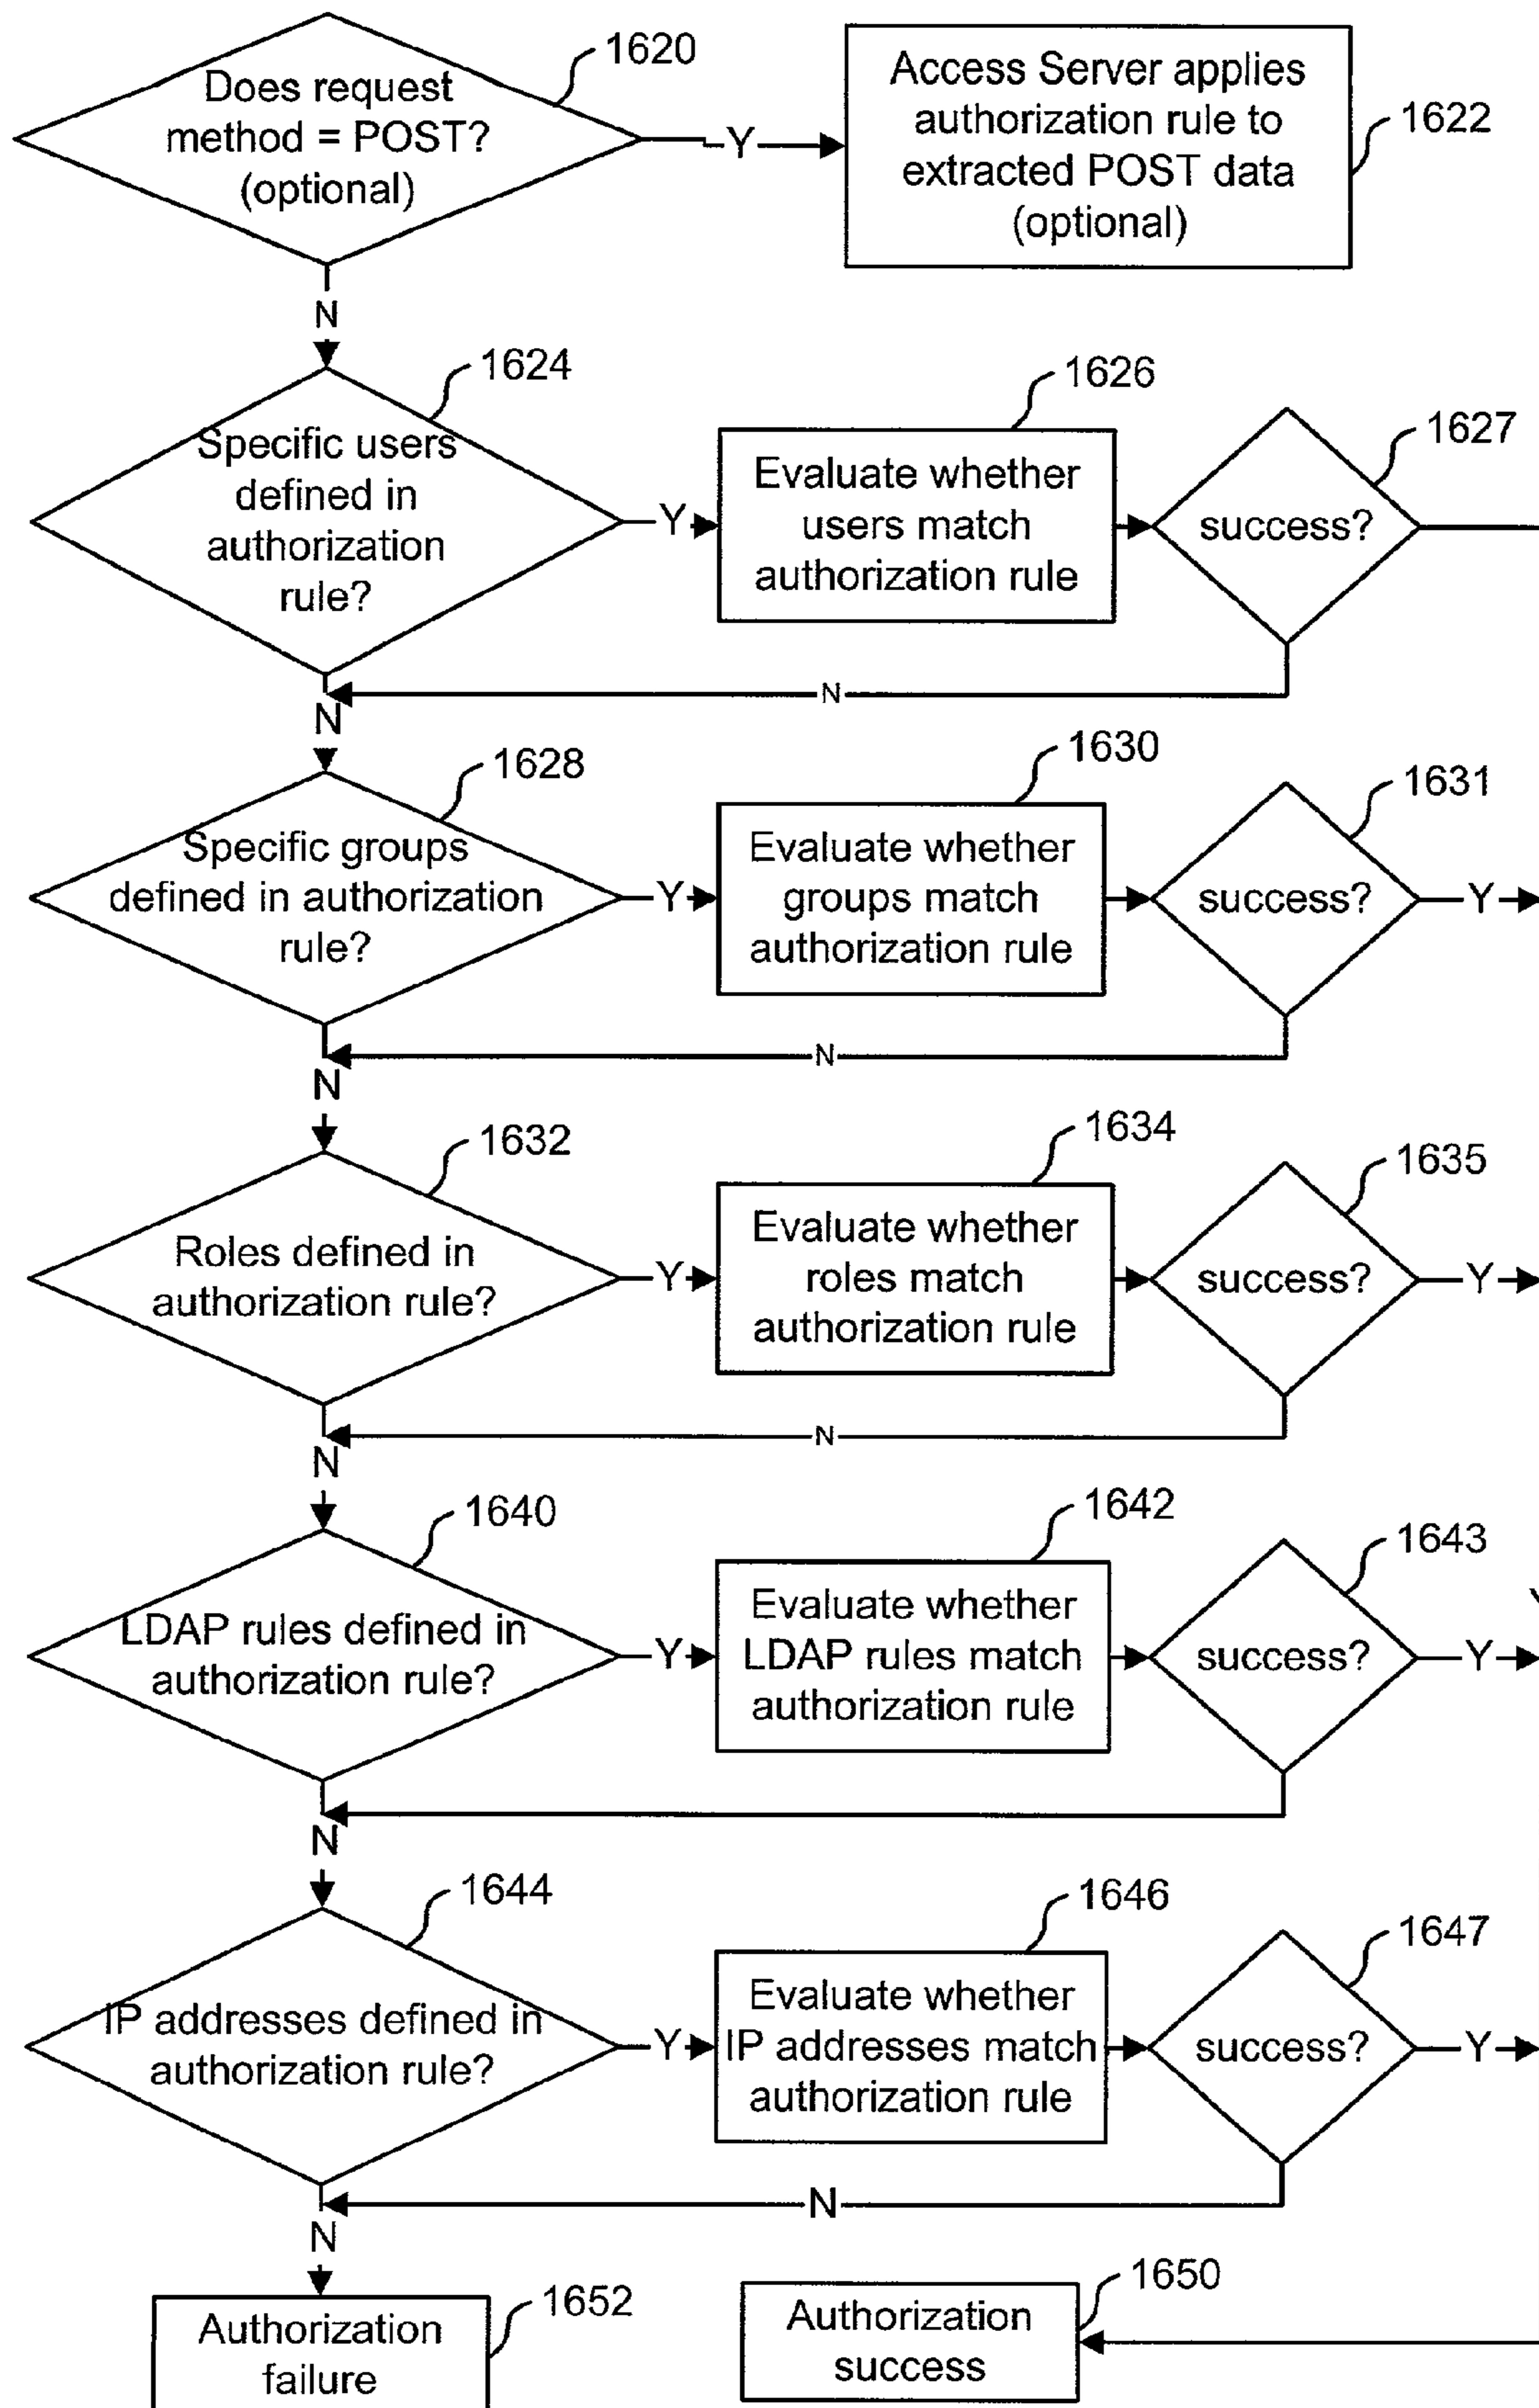 Does request
method = POST?
(optional)
1620
Y
Access Server applies
authorization rule to
extracted POST data
(optional)
1622
N
Specific users
defined in
authorization
rule?
1624
Y
Evaluate whether
users match
authorization rule
1626
success?
1627
N
N
Specific groups
defined in authorization
rule?
1628
Y
Evaluate whether
groups match
authorization rule
1630
success?
1631
Y
N
N
Roles defined in
authorization rule?
1632
Y
Evaluate whether
roles match
authorization rule
1634
success?
1635
Y
N
N
LDAP rules defined in
authorization rule?
1640
Y
Evaluate whether
LDAP rules match
authorization rule
1642
success?
1643
Y
N
IP addresses defined in
authorization rule?
1644
Y
Evaluate whether
IP addresses match
authorization rule
1646
success?
1647
Y
N
N
Authorization
failure
1652
Authorization
success
1650